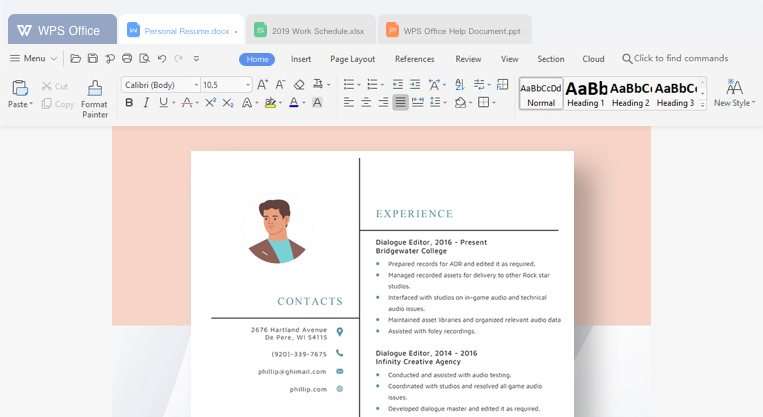 WPS Office
Personal Resume.docx
2019 Work Schedule.xlsx
WPS Office Help Document.ppt
Menu
Home Insert Page Layout References Review View Section Cloud Click to find commands
Paste
Cut
Copy
Format
Painter
Calibri (Body) 10.5
B I U A X² X₂ A A A
AaBbCcDd AaBb AaBbCc AaBbCc
Normal Heading 1 Heading 2 Heading 3
New Style
CONTACTS
2676 Hartland Avenue
De Pere, WI 54115
(920)-339-7675
phillip@ghimail.com
phillip.com
EXPERIENCE
Dialogue Editor, 2016 - Present
Bridgewater College
Prepared records for ADR and edited it as required,
Managed recorded assets for delivery to other Rock star
studios.
Interfaced with studios on in-game audio and technical
audio issues.
Maintained asset libraries and organized relevant audio data
Assisted with foley recordings.
Dialogue Editor, 2014 - 2016
Infinity Creative Agency
Conducted and assisted with audio testing.
Coordinated with studios and resolved all game audio
issues.
Developed dialogue master and edited it as required.